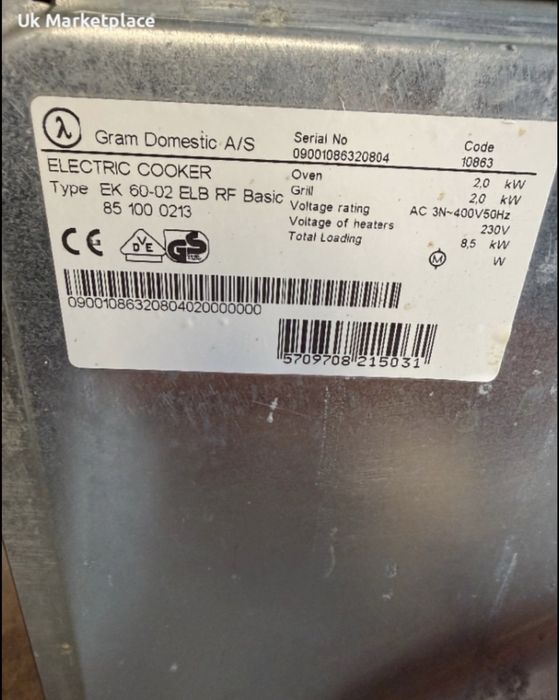 Uk Marketplace
λ Gram Domestic A/S
Serial No
09001086320804
Code
10863
ELECTRIC COOKER
Type EK 60-02 ELB RF Basic
85 100 0213
Oven 2,0 kW
Grill 2,0 kW
Voltage rating AC 3N~400V50Hz
Voltage of heaters 230V
Total Loading 8,5 kW
M W
CE DVE GS
09001086320804020000000
5709708 215031